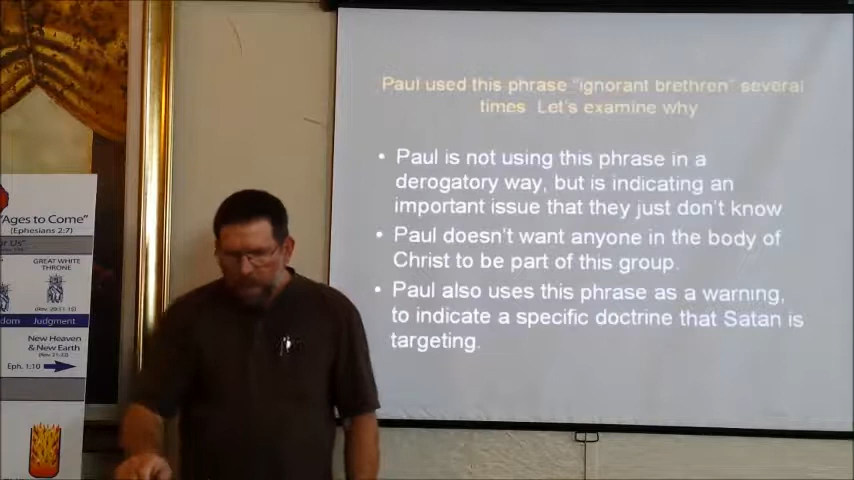 Paul used this phrase "ignorant brethren" several
times Let's examine why
• Paul is not using this phrase in a
derogatory way, but is indicating an
important issue that they just don't know
• Paul doesn't want anyone in the body of
Christ to be part of this group.
• Paul also uses this phrase as a warning,
to indicate a specific doctrine that Satan is
targeting.
"Ages to Come"
(Ephesians 2:7)
GREAT WHITE
THRONE
JUDGMENT
New Heaven
& New Earth
(Rev 21,22)
Eph. 1:10